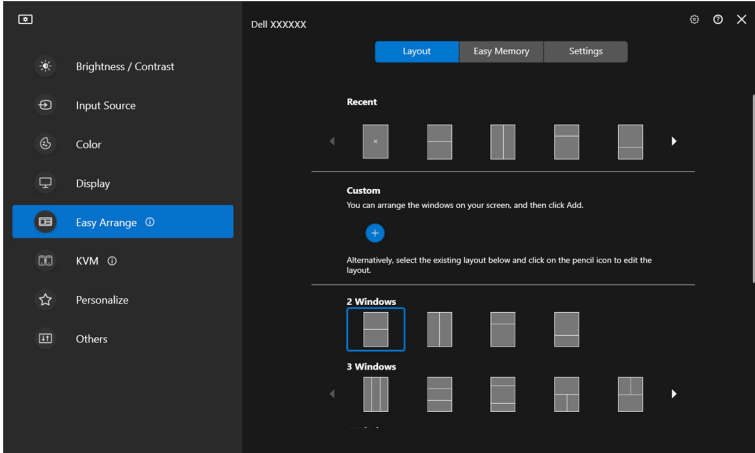 Dell XXXXXX
Layout
Easy Memory
Settings
Brightness / Contrast
Input Source
Color
Display
Easy Arrange
KVM
Personalize
Others
Recent
Custom
You can arrange the windows on your screen, and then click Add.
Alternatively, select the existing layout below and click on the pencil icon to edit the
layout.
2 Windows
3 Windows